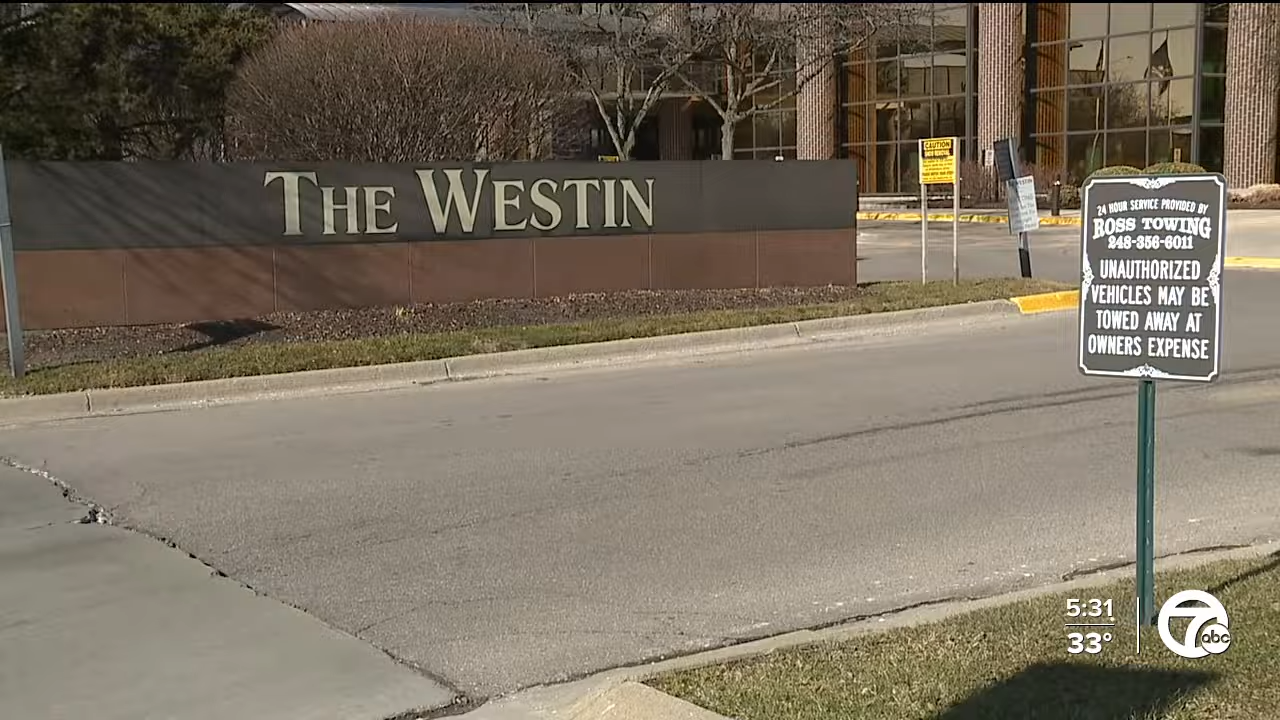 THE WESTIN
CAUTION
24 HOUR SERVICE PROVIDED BY
ROSS TOWING
248-356-6011
UNAUTHORIZED
VEHICLES MAY BE
TOWED AWAY AT
OWNERS EXPENSE
5:31
33°
7
abc